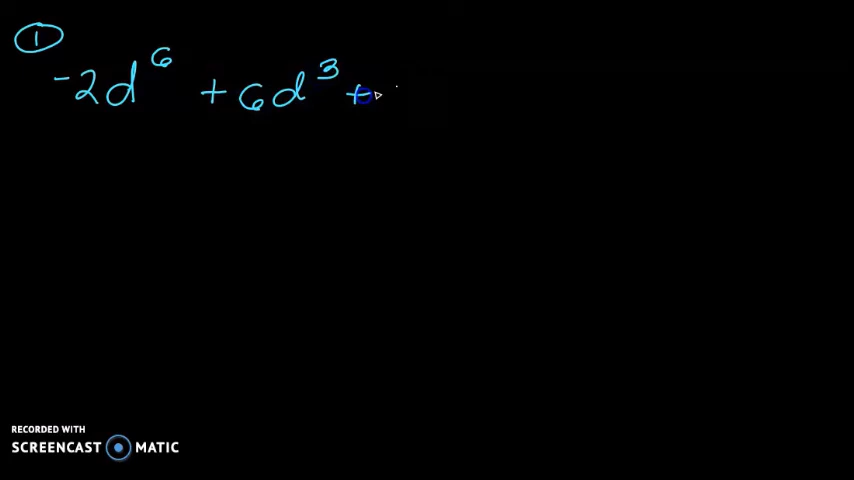 ①
-2d⁶ + 6d³ +
RECORDED WITH
SCREENCAST MATIC